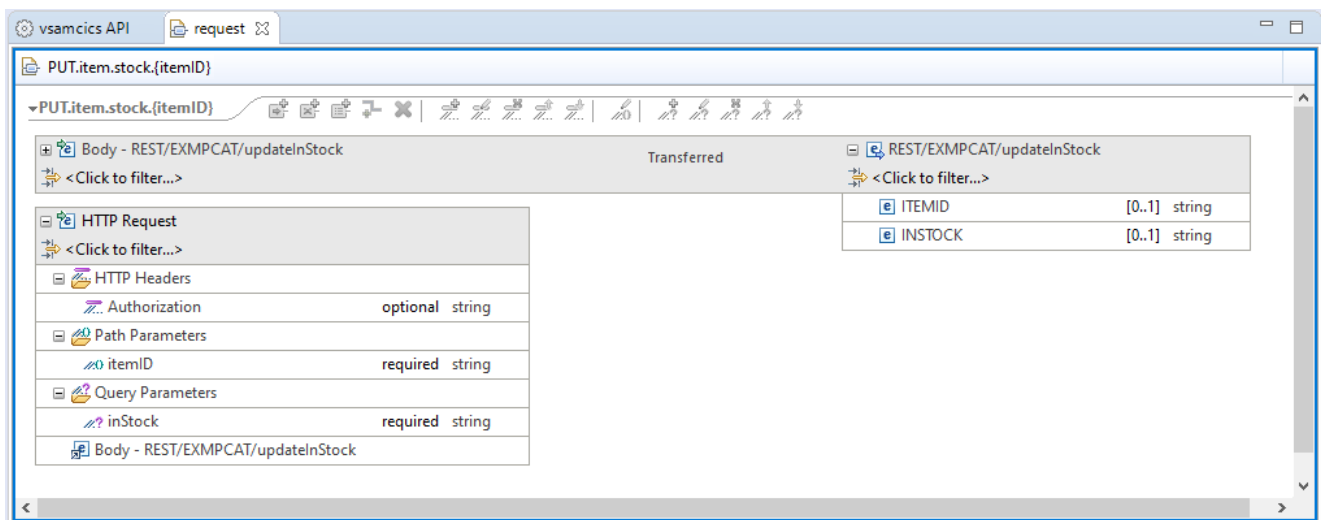 vsamcics API request
PUT.item.stock.{itemID}
PUT.item.stock.{itemID}
Body - REST/EXMPCAT/updateInStock Transferred REST/EXMPCAT/updateInStock
<Click to filter...> <Click to filter...>
ITEMID [0..1] string
HTTP Request
INSTOCK [0..1] string
<Click to filter...>
HTTP Headers
Authorization optional string
Path Parameters
itemID required string
Query Parameters
inStock required string
Body - REST/EXMPCAT/updateInStock